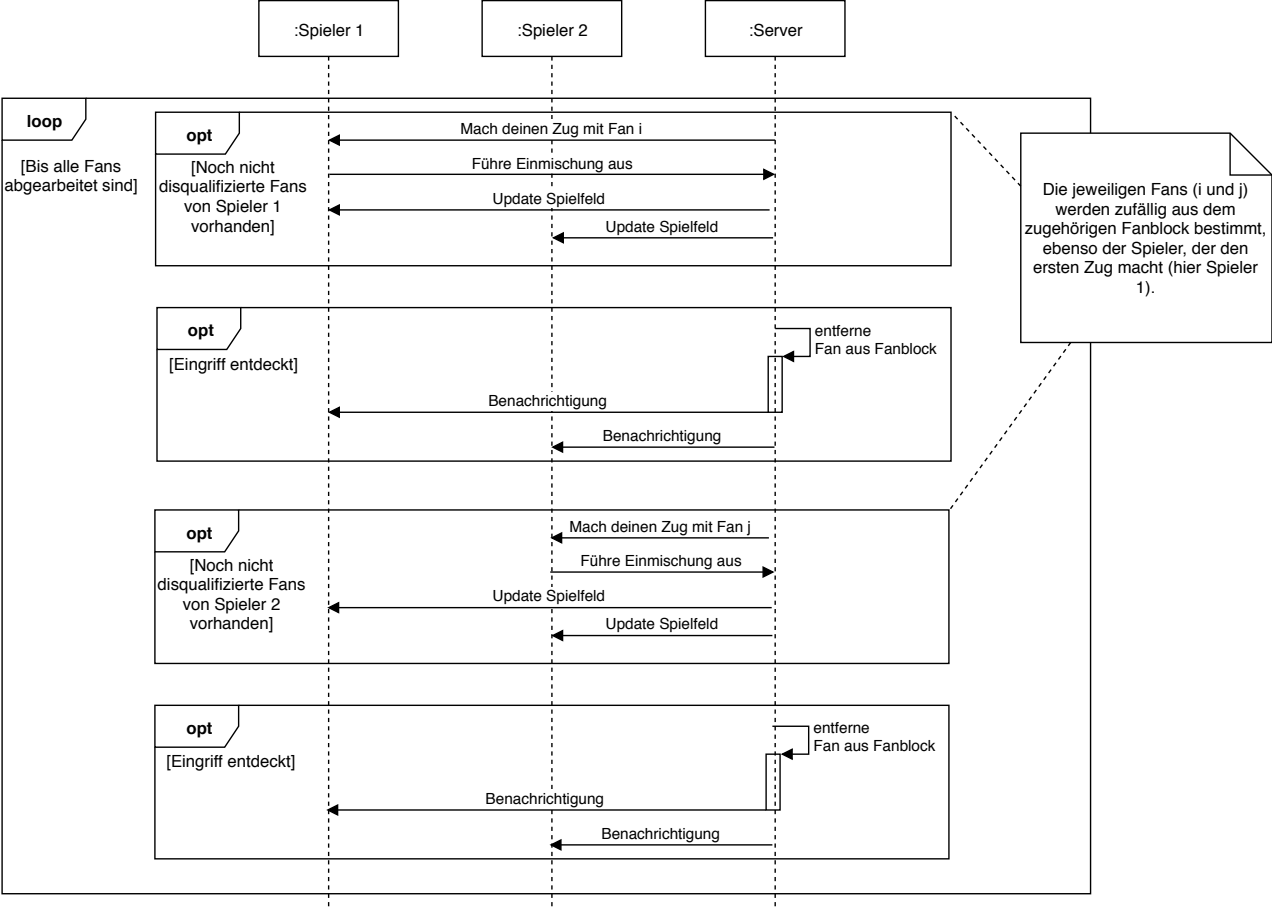 :Spieler 1
:Spieler 2
:Server
loop
[Bis alle Fans
abgearbeitet sind]
opt
[Noch nicht
disqualifizierte Fans
von Spieler 1
vorhanden]
Mach deinen Zug mit Fan i
Führe Einmischung aus
Update Spielfeld
Update Spielfeld
Die jeweiligen Fans (i und j)
werden zufällig aus dem
zugehörigen Fanblock bestimmt,
ebenso der Spieler, der den
ersten Zug macht (hier Spieler
1).
opt
[Eingriff entdeckt]
entferne
Fan aus Fanblock
Benachrichtigung
Benachrichtigung
opt
[Noch nicht
disqualifizierte Fans
von Spieler 2
vorhanden]
Mach deinen Zug mit Fan j
Führe Einmischung aus
Update Spielfeld
Update Spielfeld
opt
[Eingriff entdeckt]
entferne
Fan aus Fanblock
Benachrichtigung
Benachrichtigung